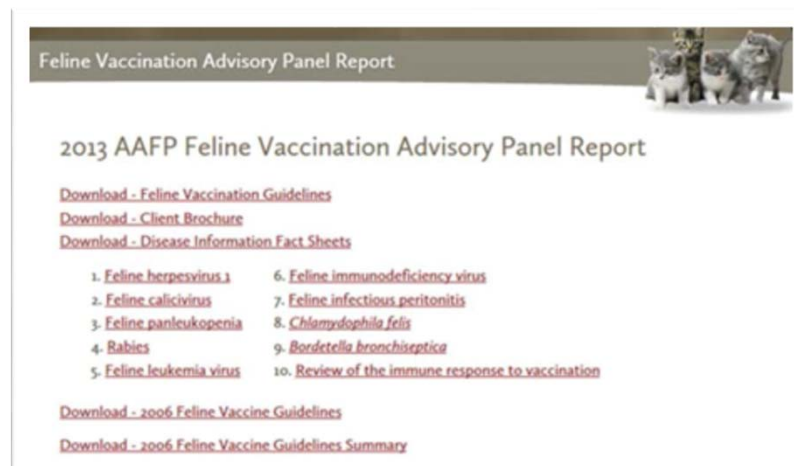 Feline Vaccination Advisory Panel Report
2013 AAFP Feline Vaccination Advisory Panel Report
Download - Feline Vaccination Guidelines
Download - Client Brochure
Download - Disease Information Fact Sheets
1. Feline herpesvirus 1
2. Feline calicivirus
3. Feline panleukopenia
4. Rabies
5. Feline leukemia virus
6. Feline immunodeficiency virus
7. Feline infectious peritonitis
8. Chlamydophila felis
9. Bordetella bronchiseptica
10. Review of the immune response to vaccination
Download - 2006 Feline Vaccine Guidelines
Download - 2006 Feline Vaccine Guidelines Summary